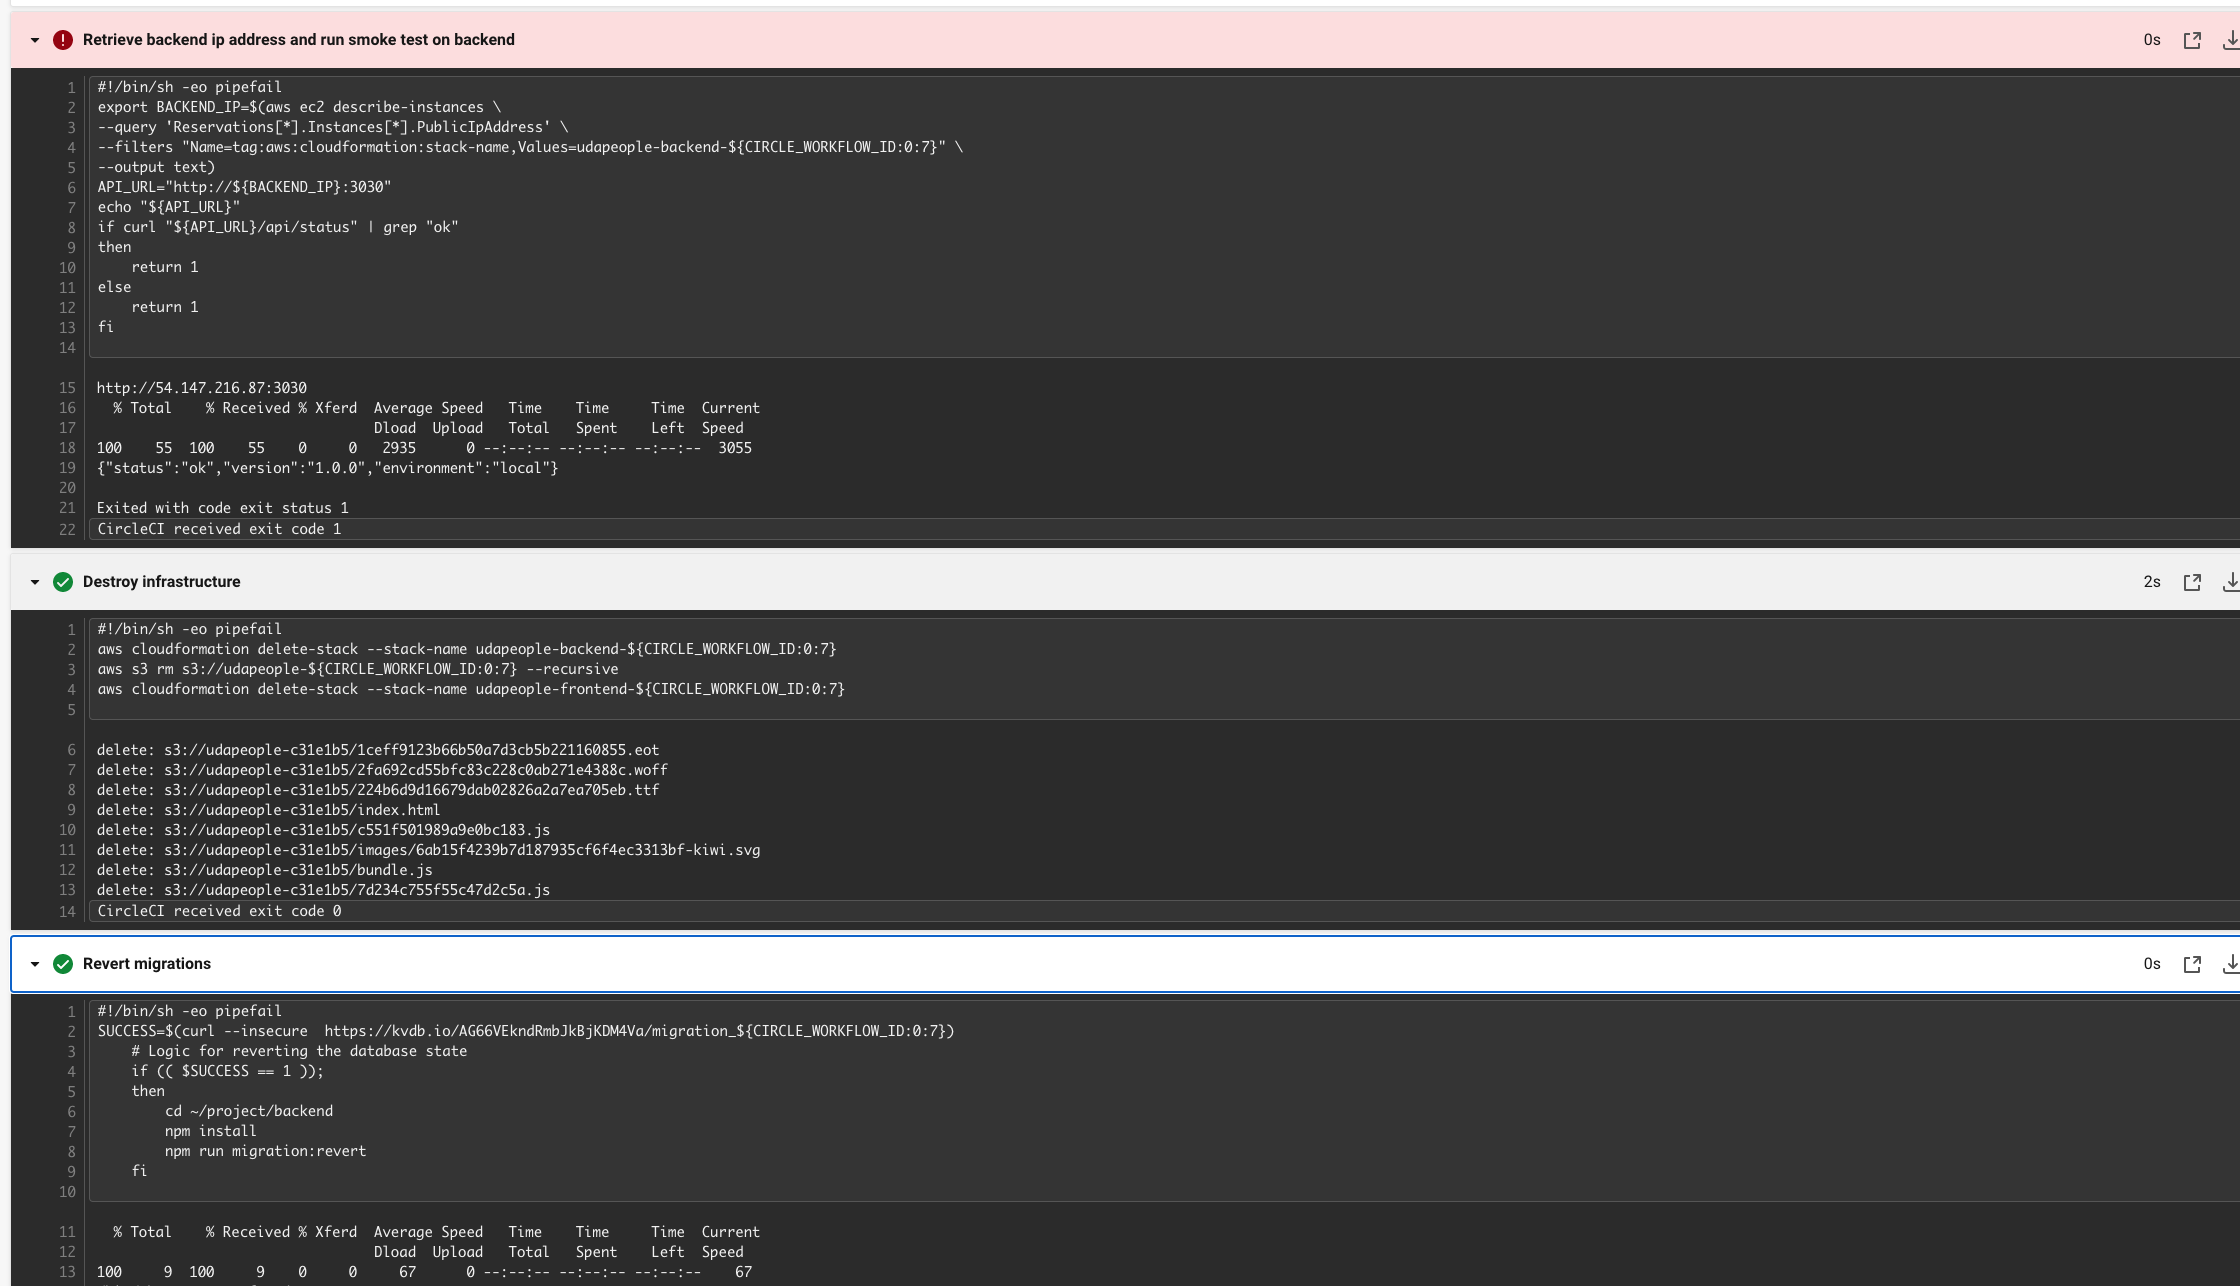 Retrieve backend ip address and run smoke test on backend 0s
1 #!/bin/sh -eo pipefail
2 export BACKEND_IP=$(aws ec2 describe-instances \
3 --query 'Reservations[*].Instances[*].PublicIpAddress' \
4 --filters "Name=tag:aws:cloudformation:stack-name,Values=udapeople-backend-${CIRCLE_WORKFLOW_ID:0:7}" \
5 --output text)
6 API_URL="http://${BACKEND_IP}:3030"
7 echo "${API_URL}"
8 if curl "${API_URL}/api/status" | grep "ok"
9 then
10     return 1
11 else
12     return 1
13 fi
14
15 http://54.147.216.87:3030
16   % Total    % Received % Xferd  Average Speed   Time    Time     Time  Current
17                                  Dload  Upload   Total   Spent    Left  Speed
18 100    55  100    55    0     0   2935      0 --:--:-- --:--:-- --:--:--  3055
19 {"status":"ok","version":"1.0.0","environment":"local"}
20
21 Exited with code exit status 1
22 CircleCI received exit code 1
Destroy infrastructure 2s
1 #!/bin/sh -eo pipefail
2 aws cloudformation delete-stack --stack-name udapeople-backend-${CIRCLE_WORKFLOW_ID:0:7}
3 aws s3 rm s3://udapeople-${CIRCLE_WORKFLOW_ID:0:7} --recursive
4 aws cloudformation delete-stack --stack-name udapeople-frontend-${CIRCLE_WORKFLOW_ID:0:7}
5
6 delete: s3://udapeople-c31e1b5/1ceff9123b66b50a7d3cb5b221160855.eot
7 delete: s3://udapeople-c31e1b5/2fa692cd55bfc83c228c0ab271e4388c.woff
8 delete: s3://udapeople-c31e1b5/224b6d9d16679dab02826a2a7ea705eb.ttf
9 delete: s3://udapeople-c31e1b5/index.html
10 delete: s3://udapeople-c31e1b5/c551f501989a9e0bc183.js
11 delete: s3://udapeople-c31e1b5/images/6ab15f4239b7d187935cf6f4ec3313bf-kiwi.svg
12 delete: s3://udapeople-c31e1b5/bundle.js
13 delete: s3://udapeople-c31e1b5/7d234c755f55c47d2c5a.js
14 CircleCI received exit code 0
Revert migrations 0s
1 #!/bin/sh -eo pipefail
2 SUCCESS=$(curl --insecure  https://kvdb.io/AG66VEkndRmbJkBjKDM4Va/migration_${CIRCLE_WORKFLOW_ID:0:7})
3     # Logic for reverting the database state
4     if (( $SUCCESS == 1 ));
5     then
6         cd ~/project/backend
7         npm install
8         npm run migration:revert
9     fi
10
11   % Total    % Received % Xferd  Average Speed   Time    Time     Time  Current
12                                  Dload  Upload   Total   Spent    Left  Speed
13 100     9  100     9    0     0     67      0 --:--:-- --:--:-- --:--:--    67